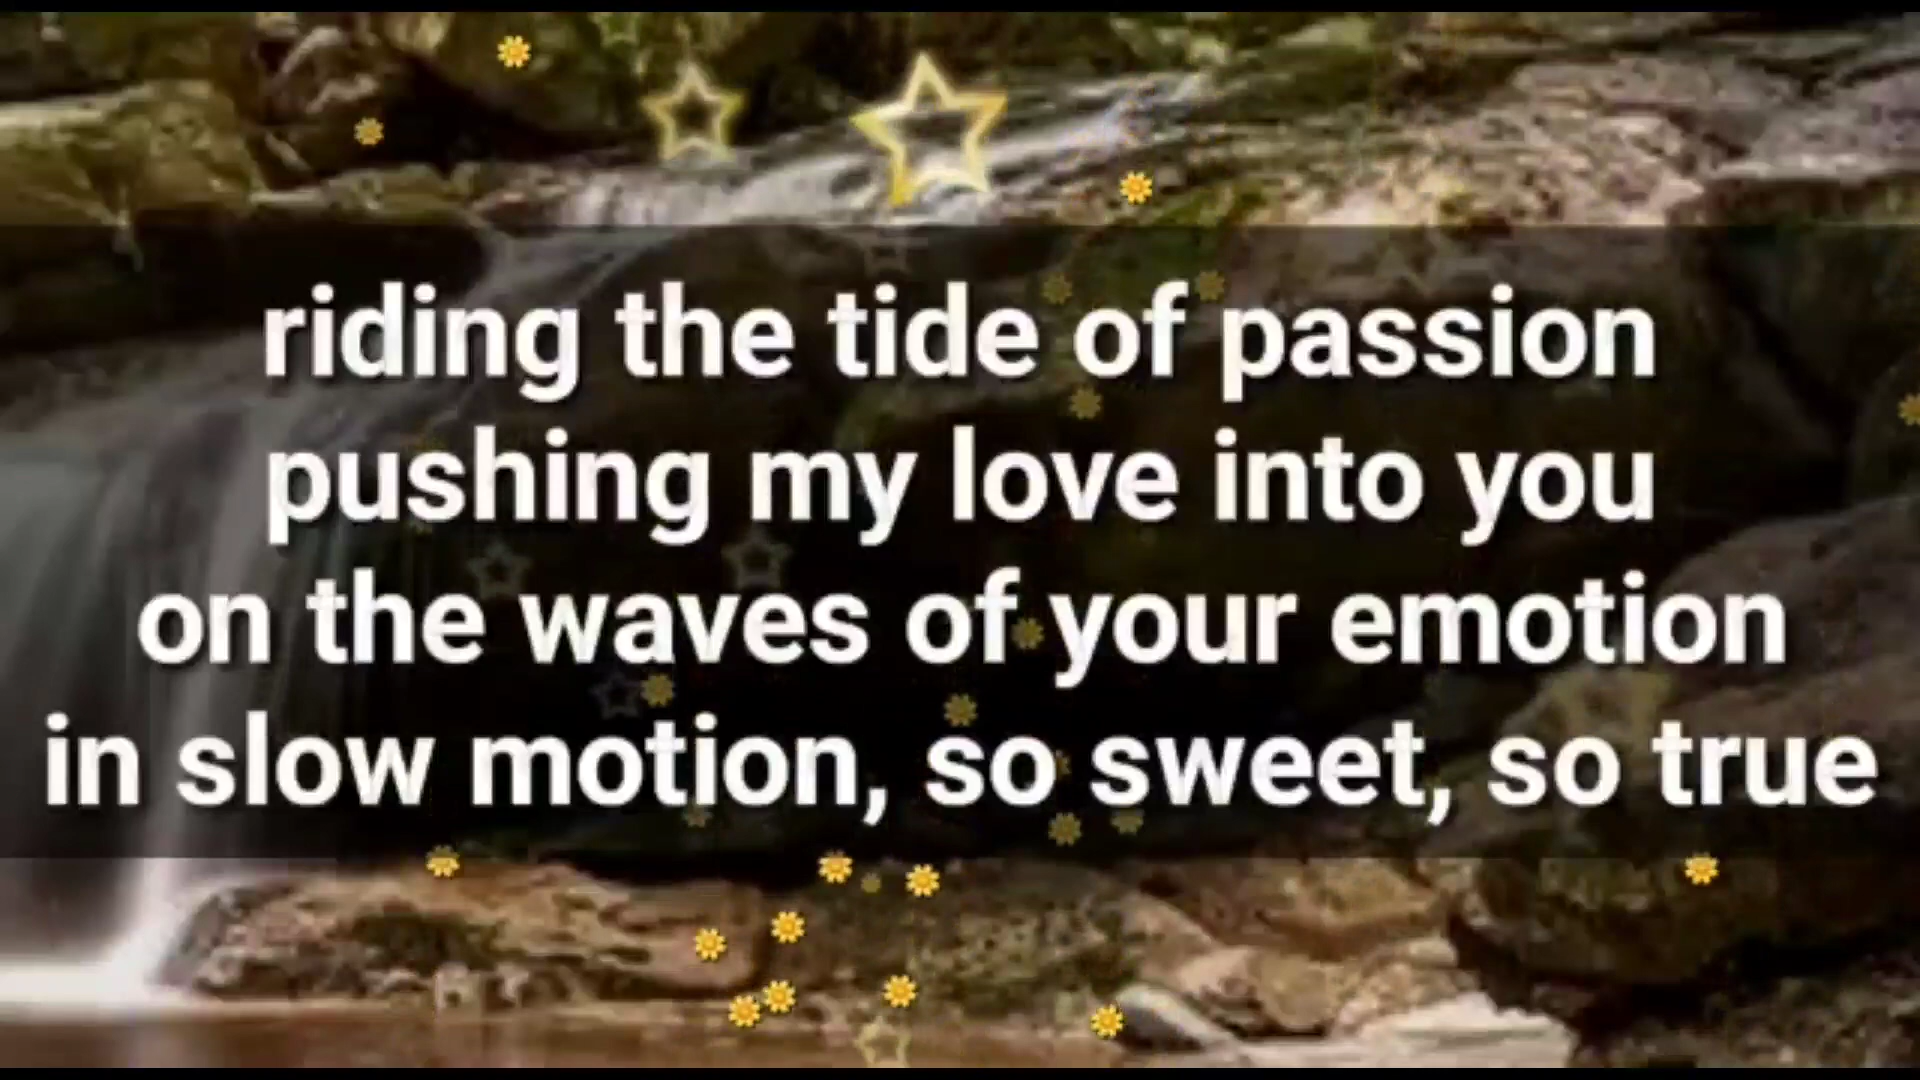 riding the tide of passion
pushing my love into you
on the waves of your emotion
in slow motion, so sweet, so true